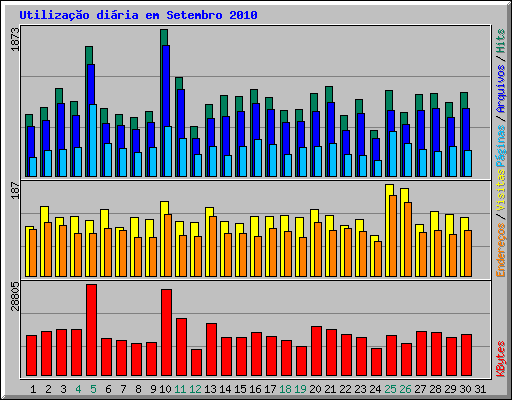 Utilização diária em Setembro 2010
1873
187
28805
Endereços / Visitas Páginas / Arquivos / Hits
KBytes
1 2 3 4 5 6 7 8 9 10 11 12 13 14 15 16 17 18 19 20 21 22 23 24 25 26 27 28 29 30 31